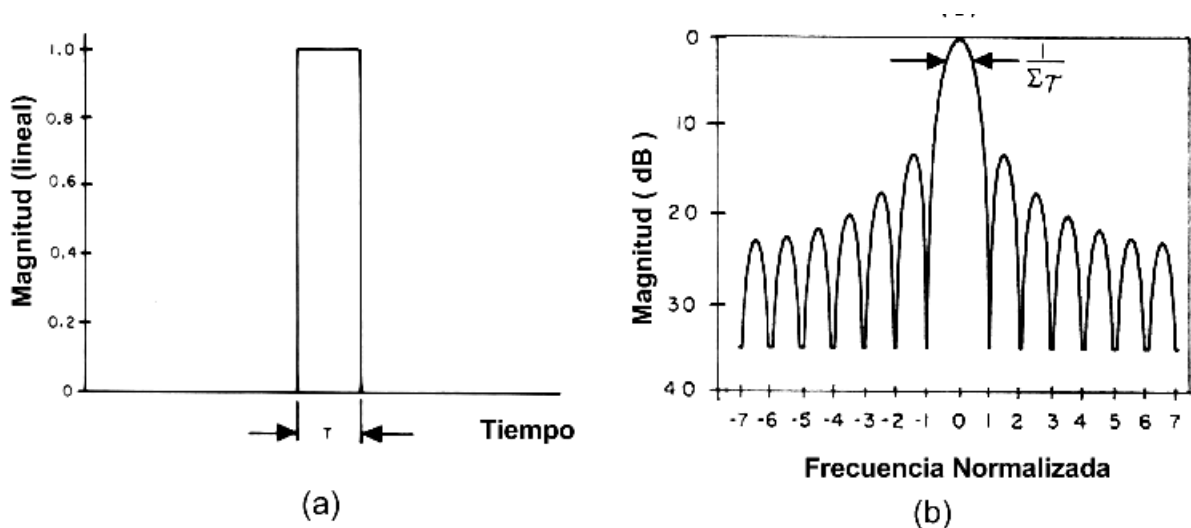 Magnitud (lineal)
1.0
0.8
0.6
0.4
0.2
0
τ
Tiempo
(a)
Magnitud ( dB )
0
10
20
30
40
1
Στ
-7 -6 -5 -4 -3 -2 -1 0 1 2 3 4 5 6 7
Frecuencia Normalizada
(b)